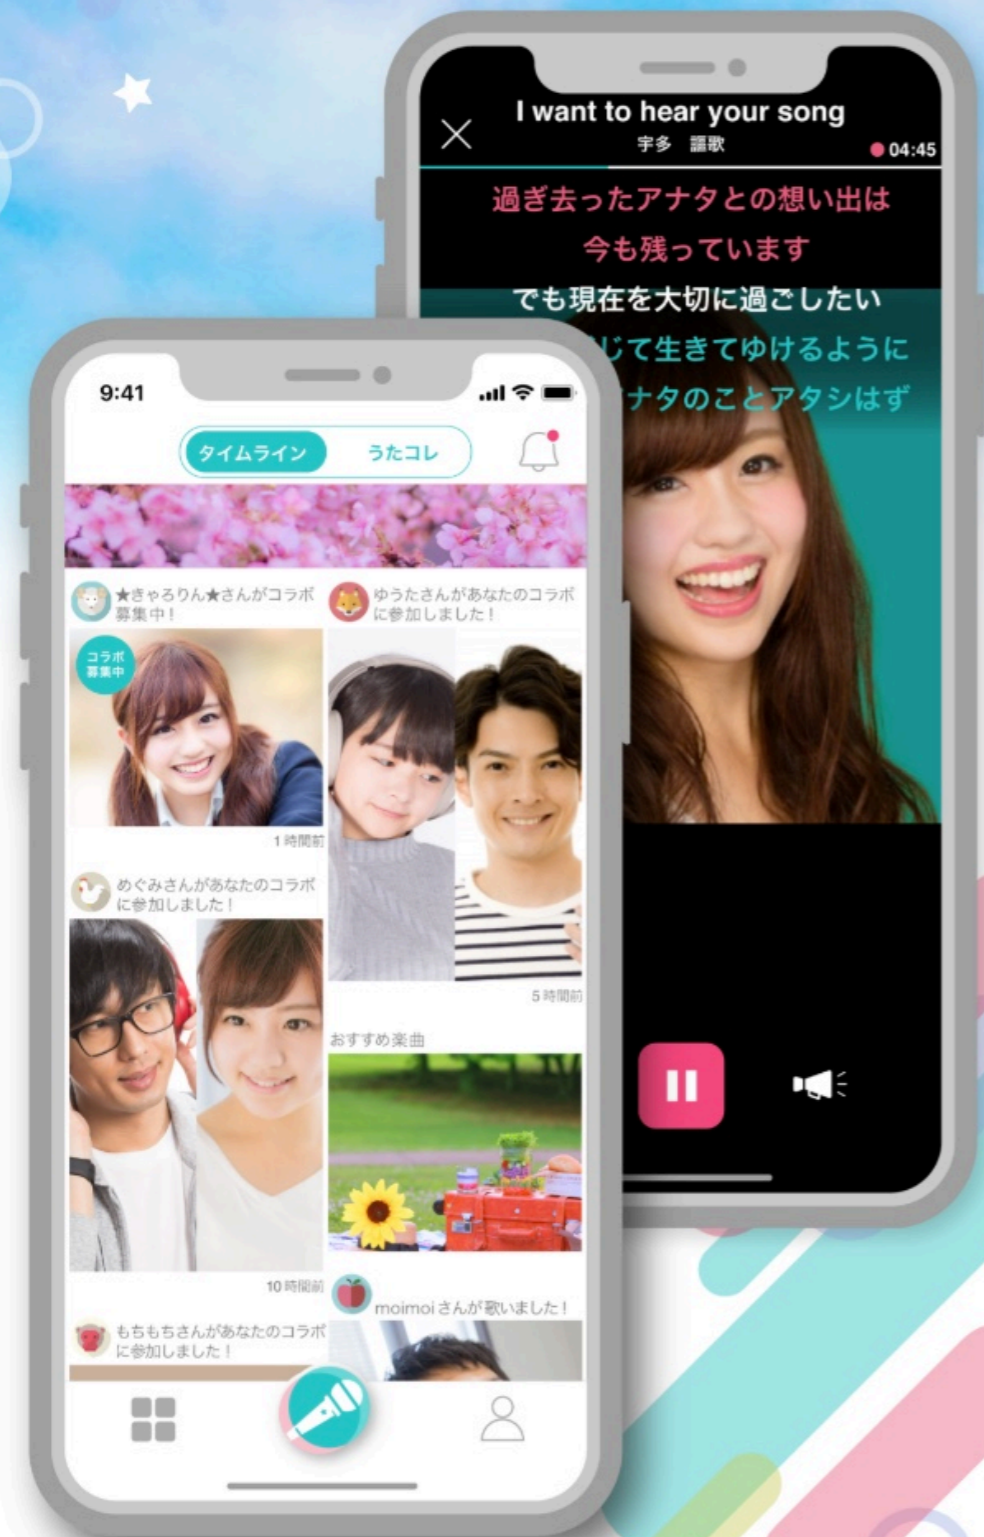 I want to hear your song
宇多 謳歌
04:45
過ぎ去ったアナタとの想い出は
今も残っています
でも現在を大切に過ごしたい
じて生きてゆけるように
ナタのことアタシはず
9:41
タイムライン
うたコレ
★きゃろりん★さんがコラボ
募集中！
コラボ
募集中
1時間前
ゆうたさんがあなたのコラボ
に参加しました！
5時間前
めぐみさんがあなたのコラボ
に参加しました！
10時間前
おすすめ楽曲
moimoiさんが歌いました！
もちもちさんがあなたのコラボ
に参加しました！